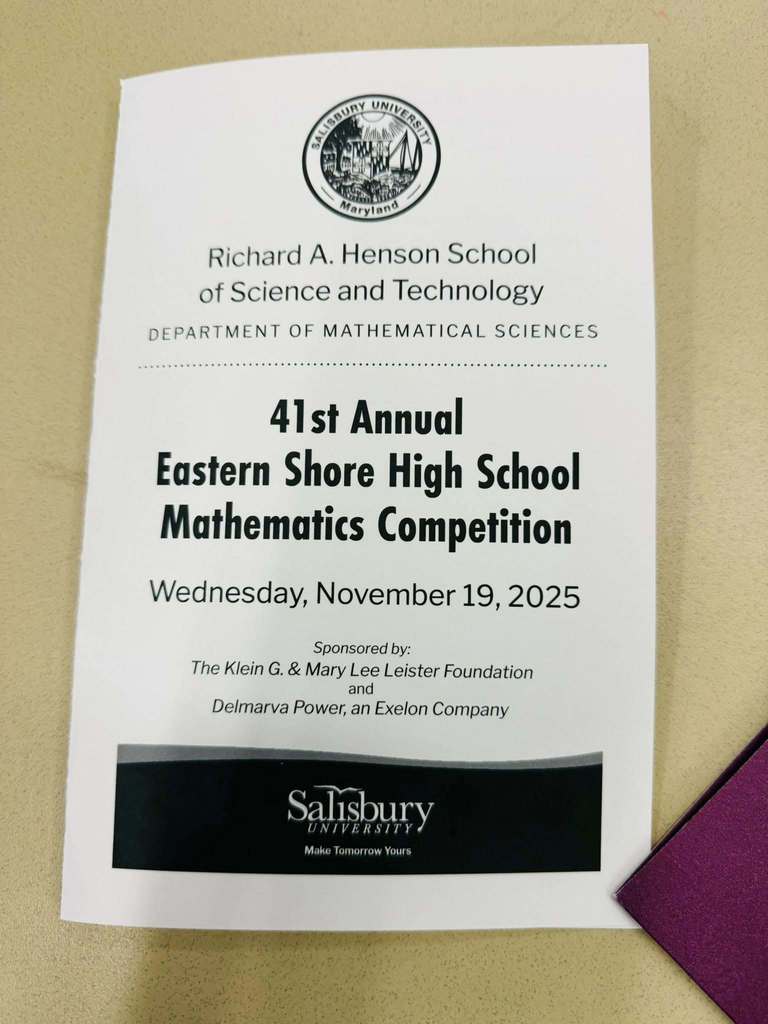 SALISBURY UNIVERSITY
Maryland
Richard A. Henson School
of Science and Technology
DEPARTMENT OF MATHEMATICAL SCIENCES
41st Annual
Eastern Shore High School
Mathematics Competition
Wednesday, November 19, 2025
Sponsored by:
The Klein G. & Mary Lee Leister Foundation
and
Delmarva Power, an Exelon Company
Salisbury
UNIVERSITY
Make Tomorrow Yours